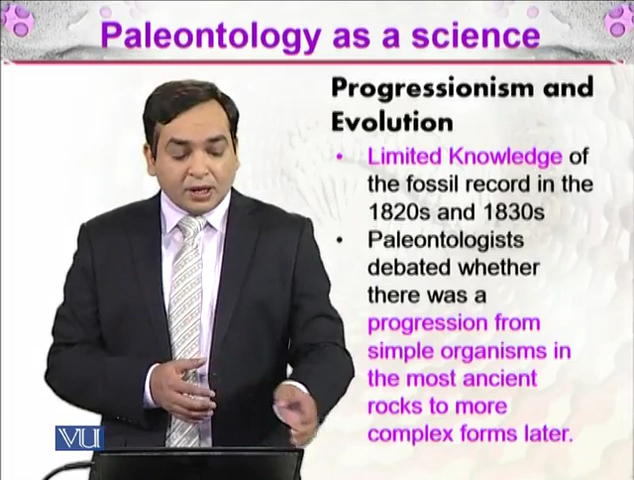 Paleontology as a science
Progressionism and
Evolution
• Limited Knowledge of
the fossil record in the
1820s and 1830s
• Paleontologists
debated whether
there was a
progression from
simple organisms in
the most ancient
rocks to more
complex forms later.
VU